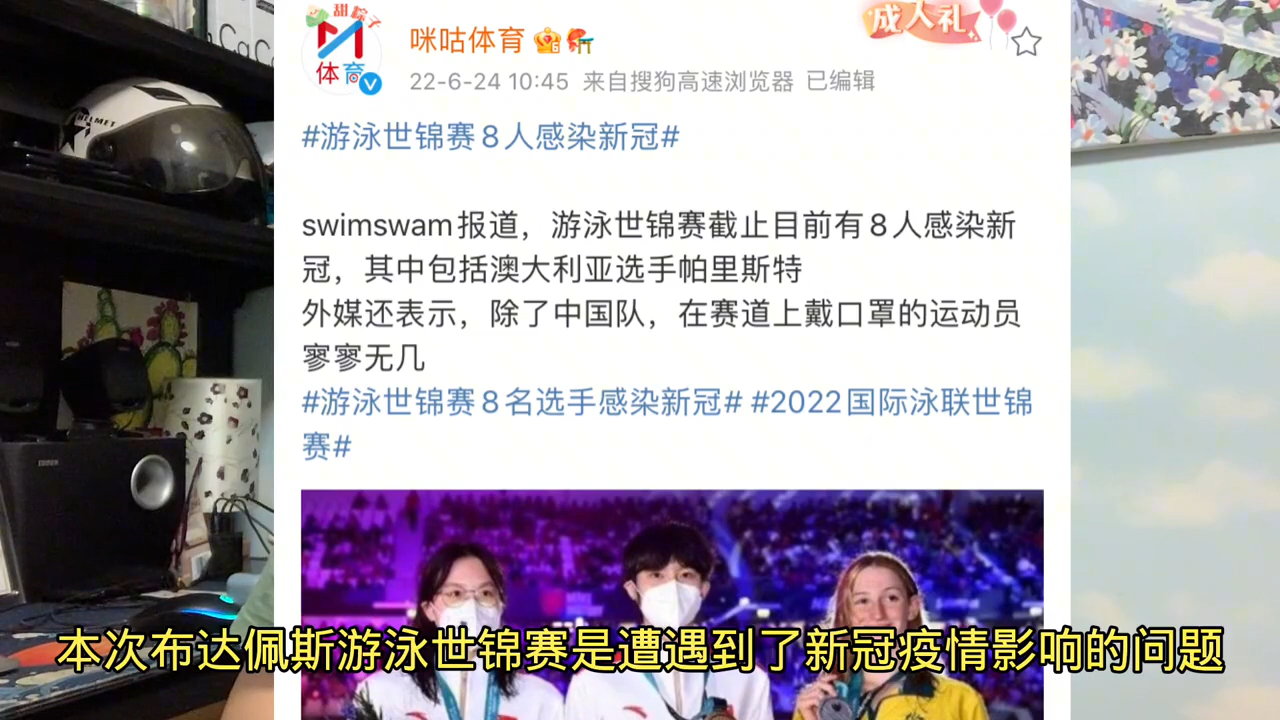 甜粽子
成人礼
体育
咪咕体育
22-6-24 10:45 来自搜狗高速浏览器 已编辑
#游泳世锦赛8人感染新冠#
swimswam报道，游泳世锦赛截止目前有8人感染新
冠，其中包括澳大利亚选手帕里斯特
外媒还表示，除了中国队，在赛道上戴口罩的运动员
寥寥无几
#游泳世锦赛8名选手感染新冠# #2022国际泳联世锦
赛#
HELMET
EDIFIER
本次布达佩斯游泳世锦赛是遭遇到了新冠疫情影响的问题